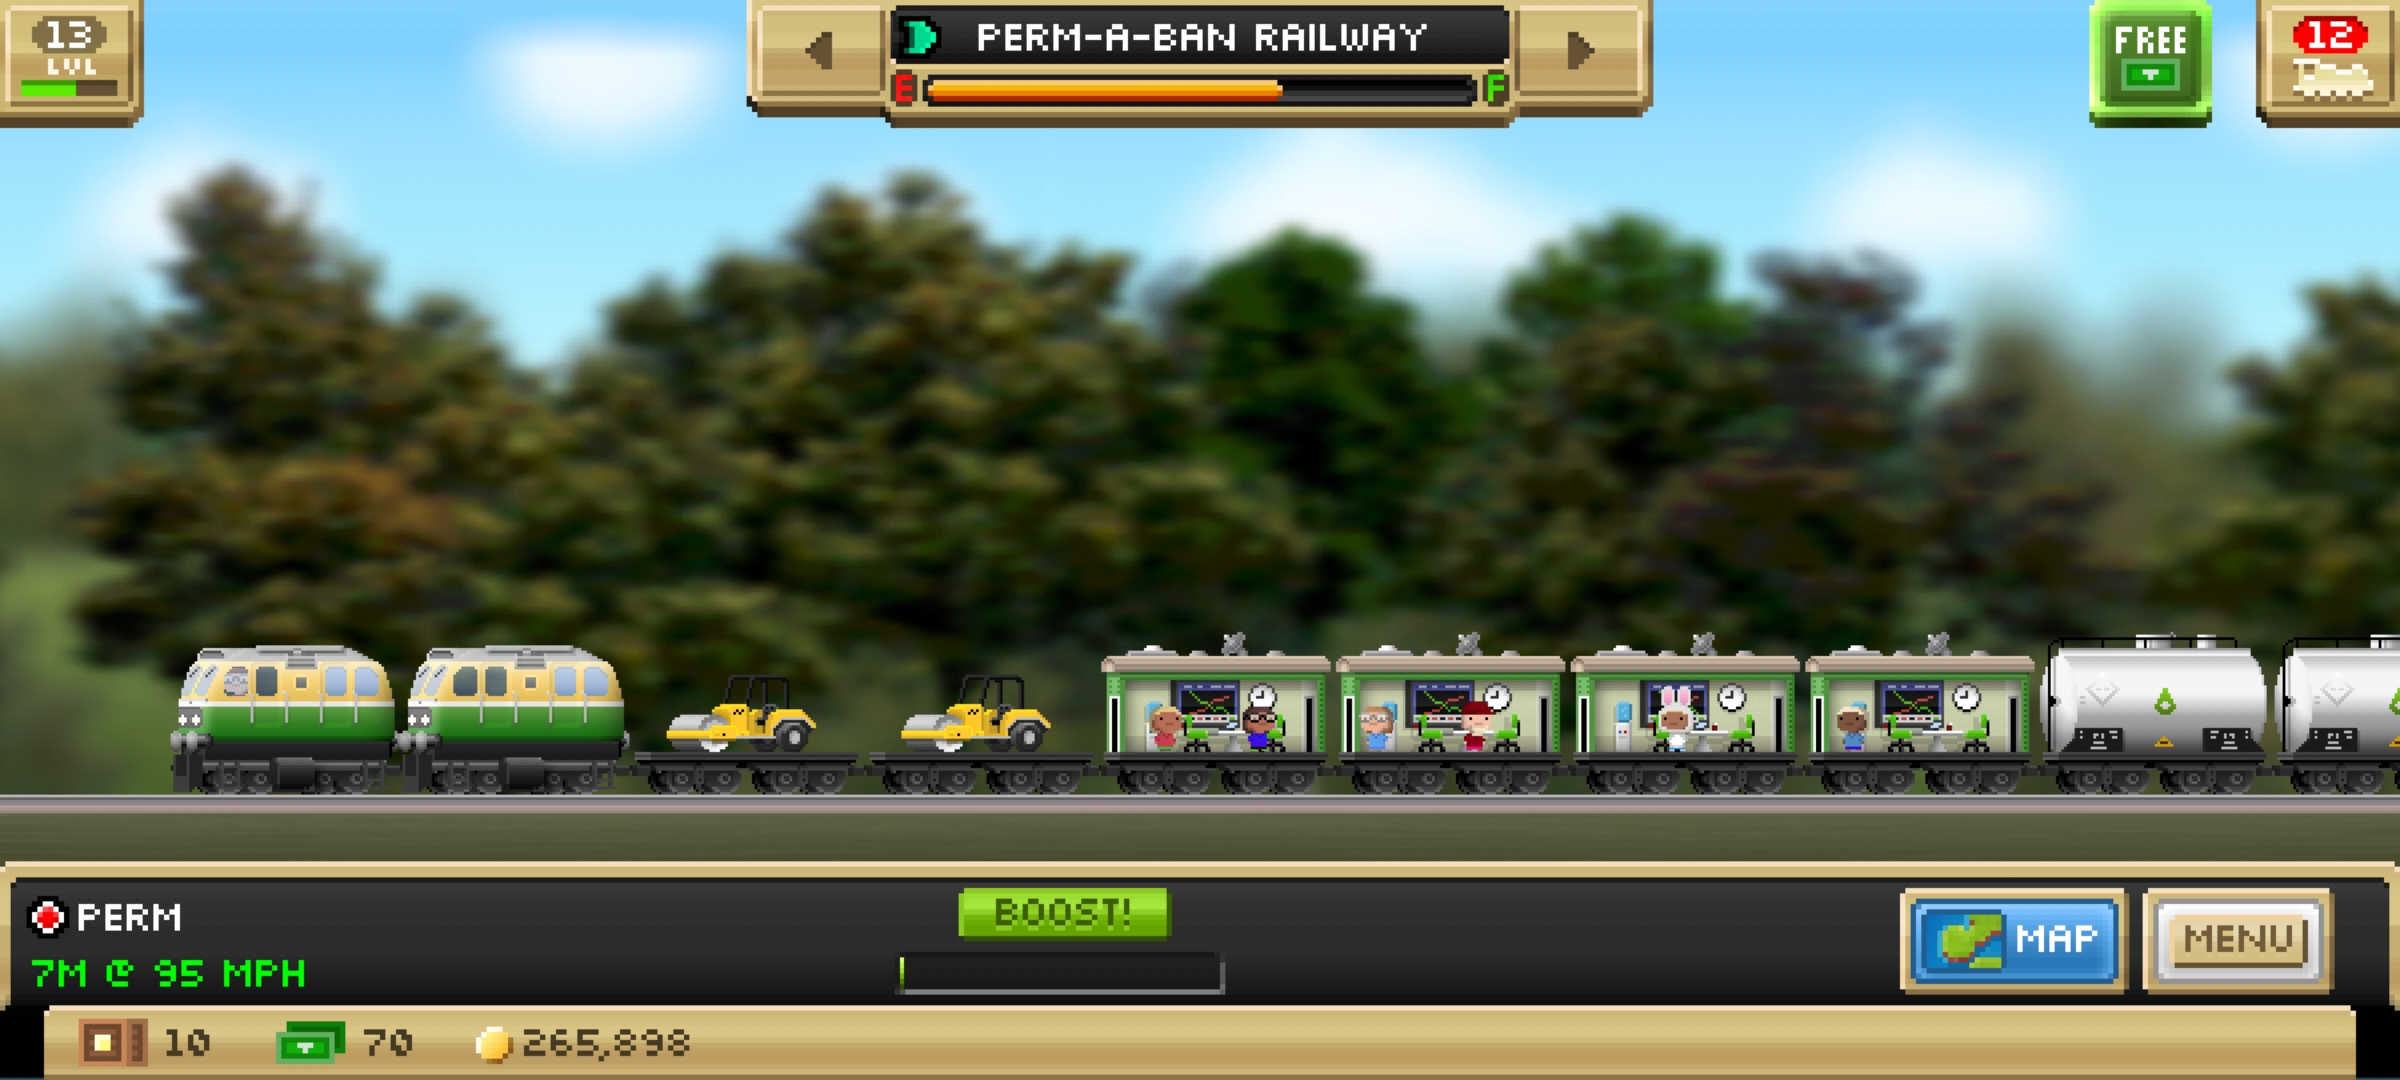 13
LVL
PERM-A-BAN RAILWAY
E F
FREE
12
PERM
7M @ 95 MPH
BOOST!
MAP
MENU
10
70
265,898